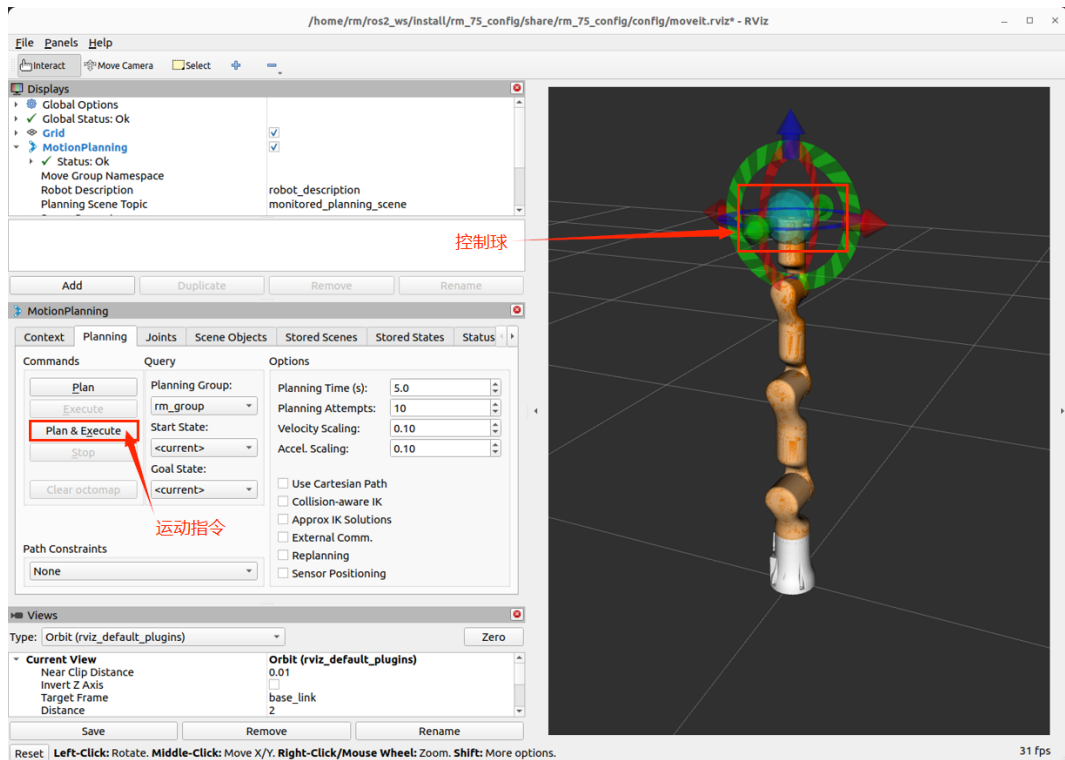 /home/rm/ros2_ws/install/rm_75_config/share/rm_75_config/config/moveit.rviz* - RViz
File Panels Help
Interact Move Camera Select
Displays
Global Options
Global Status: Ok
Grid
MotionPlanning
Status: Ok
Move Group Namespace
Robot Description robot_description
Planning Scene Topic monitored_planning_scene
控制球
Add Duplicate Remove Rename
MotionPlanning
Context Planning Joints Scene Objects Stored Scenes Stored States Status
Commands Query Options
Plan Planning Group: Planning Time (s): 5.0
Execute rm_group Planning Attempts: 10
Plan & Execute Start State: Velocity Scaling: 0.10
Stop <current> Accel. Scaling: 0.10
Goal State:
Clear octomap <current> Use Cartesian Path
Collision-aware IK
Approx IK Solutions
运动指令 External Comm.
Path Constraints Replanning
None Sensor Positioning
Views
Type: Orbit (rviz_default_plugins) Zero
Current View Orbit (rviz_default_plugins)
Near Clip Distance 0.01
Invert Z Axis
Target Frame base_link
Distance 2
Save Remove Rename
Reset Left-Click: Rotate. Middle-Click: Move X/Y. Right-Click/Mouse Wheel: Zoom. Shift: More options. 31 fps